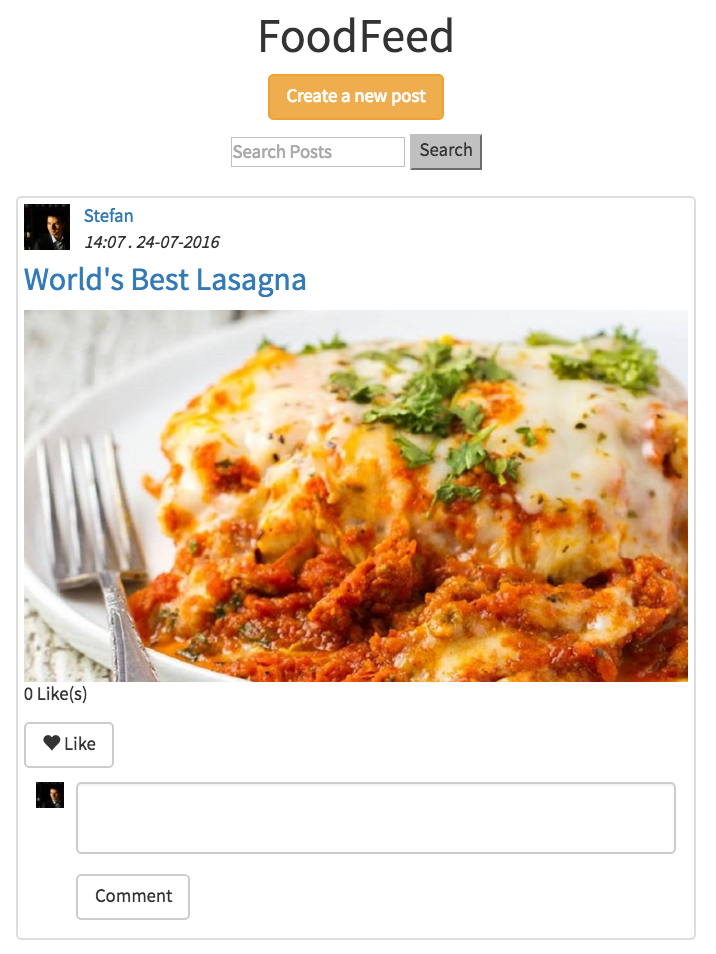 FoodFeed
Create a new post
Search Posts Search
Stefan
14:07 . 24-07-2016
World's Best Lasagna
0 Like(s)
Like
Comment